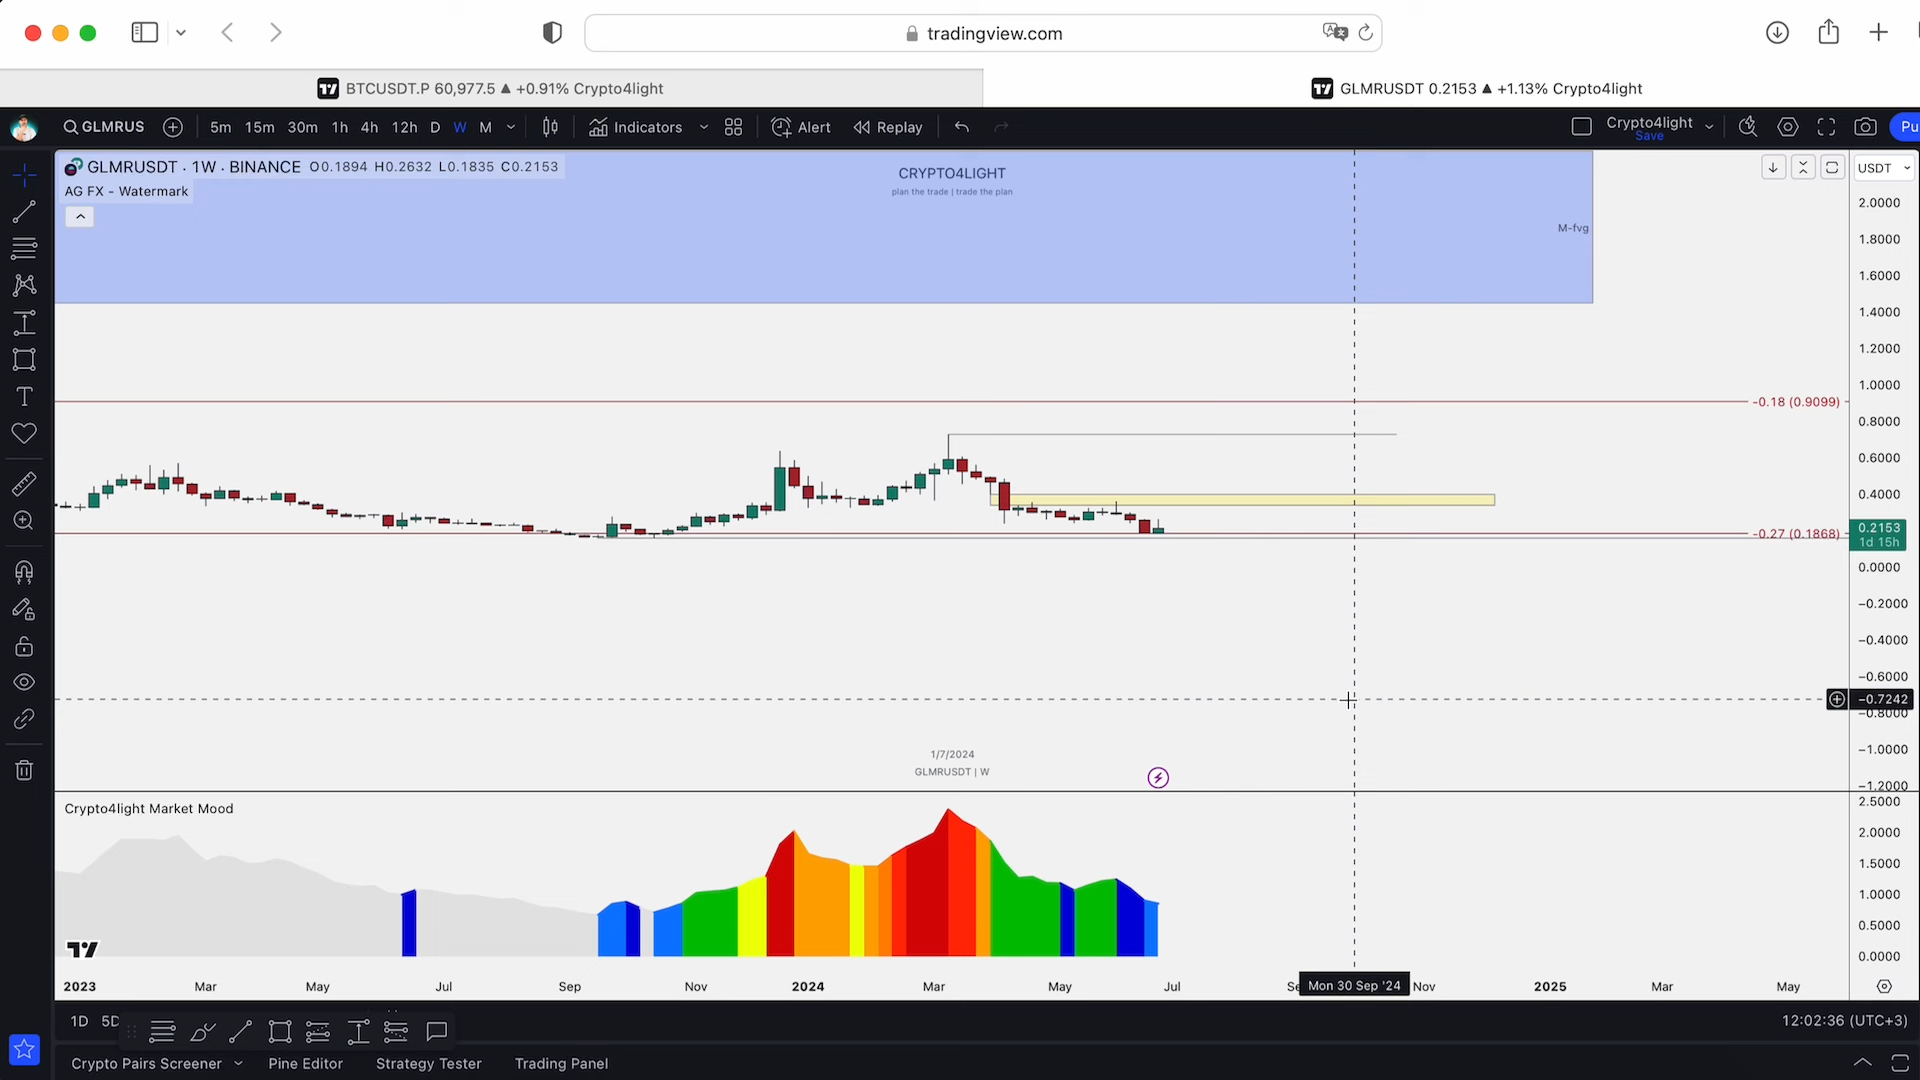 tradingview.com
BTCUSDT.P 60,977.5 ▲ +0.91% Crypto4light
GLMRUSDT 0.2153 ▲ +1.13% Crypto4light
GLMRUS 5m 15m 30m 1h 4h 12h D W M Indicators Alert Replay Crypto4light Pu
Save
GLMRUSDT · 1W · BINANCE O0.1894 H0.2632 L0.1835 C0.2153
AG FX - Watermark
CRYPTO4LIGHT
plan the trade | trade the plan
USDT
2.0000
M-fvg
1.8000
1.6000
1.4000
1.2000
1.0000
-0.18 (0.9099)
0.8000
0.6000
0.4000
0.2153
-0.27 (0.1868)
1d 15h
0.0000
−0.2000
−0.4000
−0.6000
−0.7242
−0.8000
−1.0000
1/7/2024
GLMRUSDT | W
−1.2000
Crypto4light Market Mood
2.5000
2.0000
1.5000
1.0000
0.5000
0.0000
2023 Mar May Jul Sep Nov 2024 Mar May Jul Se Mon 30 Sep '24 Nov 2025 Mar May
1D 5D
12:02:36 (UTC+3)
Crypto Pairs Screener Pine Editor Strategy Tester Trading Panel